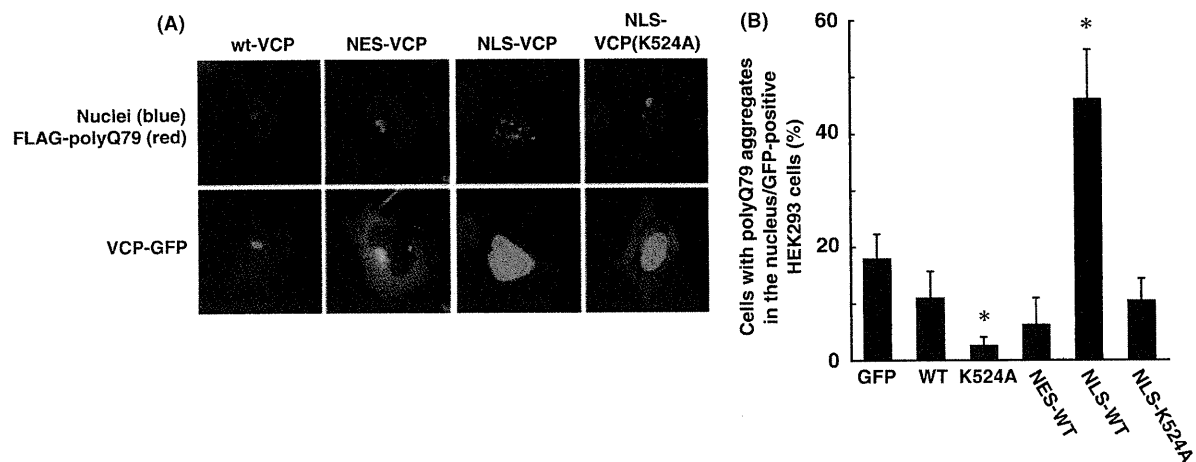 (A)
wt-VCP
NES-VCP
NLS-VCP
NLS-
VCP(K524A)
Nuclei (blue)
FLAG-polyQ79 (red)
VCP-GFP
(B)
Cells with polyQ79 aggregates
in the nucleus/GFP-positive
HEK293 cells (%)
60
40
20
0
*
*
GFP
WT
K524A
NES-WT
NLS-WT
NLS-K524A